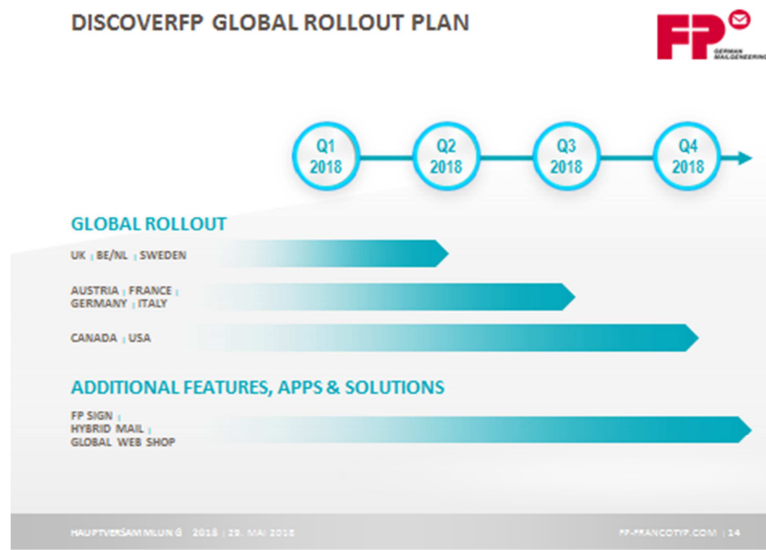 DISCOVERFP GLOBAL ROLLOUT PLAN
FP
GERMAN
MAILGENEERING
Q1
2018
Q2
2018
Q3
2018
Q4
2018
GLOBAL ROLLOUT
UK | BE/NL | SWEDEN
AUSTRIA | FRANCE |
GERMANY | ITALY
CANADA | USA
ADDITIONAL FEATURES, APPS & SOLUTIONS
FP SIGN |
HYBRID MAIL |
GLOBAL WEB SHOP
HAUPTVERSAMMLUNG 2018 | 29. MAI 2018
FP-FRANCOTYP.COM | 14